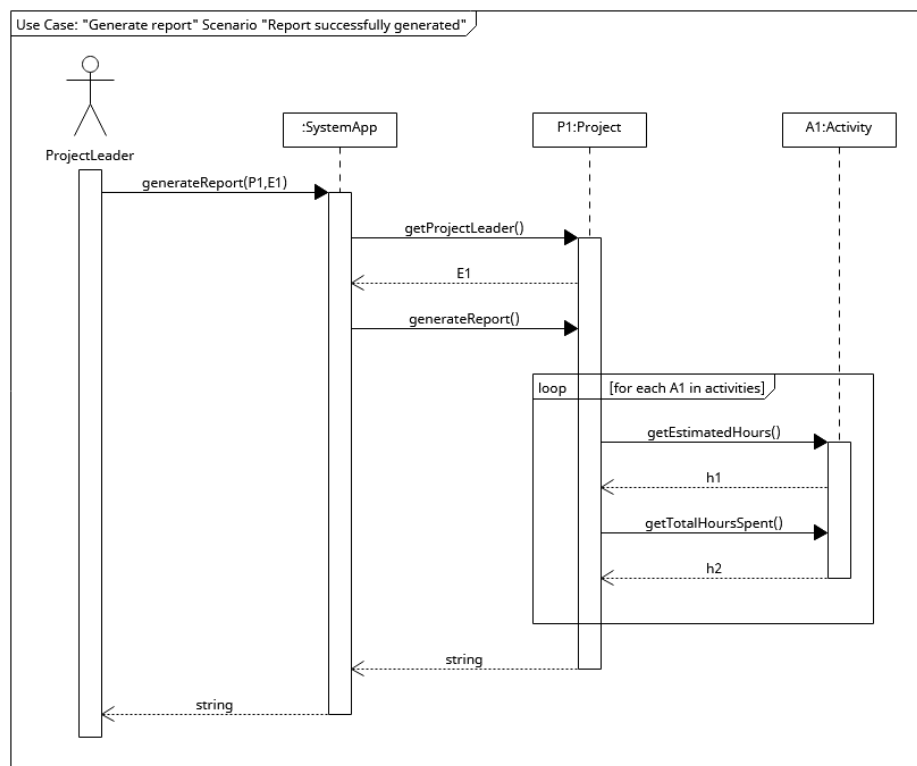 Use Case: "Generate report" Scenario "Report successfully generated"
ProjectLeader
:SystemApp
P1:Project
A1:Activity
generateReport(P1,E1)
getProjectLeader()
E1
generateReport()
loop [for each A1 in activities]
getEstimatedHours()
h1
getTotalHoursSpent()
h2
string
string